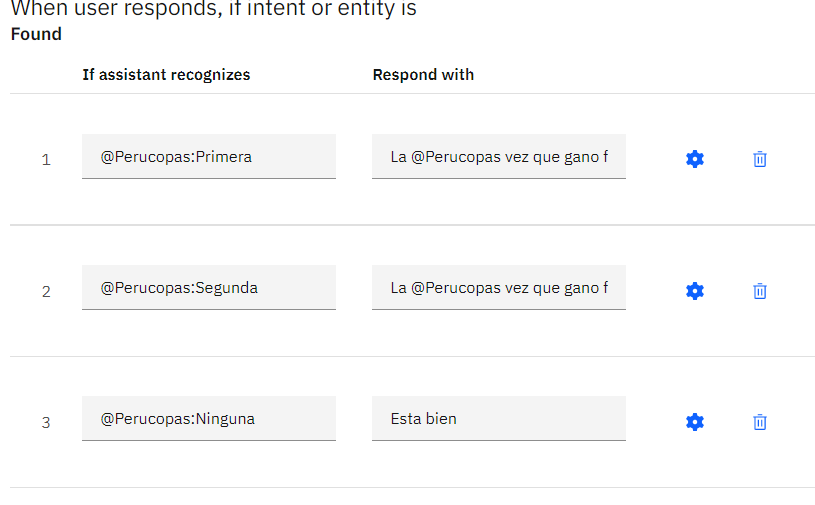 When user responds, if intent or entity is
Found
If assistant recognizes Respond with
1 @Perucopas:Primera La @Perucopas vez que gano f
2 @Perucopas:Segunda La @Perucopas vez que gano f
3 @Perucopas:Ninguna Esta bien